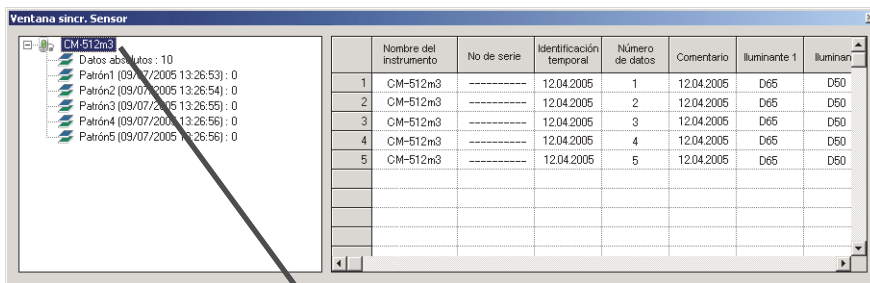 Ventana sincr. Sensor
CM-512m3
Datos absolutos : 10
Patrón1 (09/07/2005 13:26:53) : 0
Patrón2 (09/07/2005 13:26:54) : 0
Patrón3 (09/07/2005 13:26:55) : 0
Patrón4 (09/07/2005 13:26:56) : 0
Patrón5 (09/07/2005 13:26:56) : 0
Nombre del instrumento No de serie Identificación temporal Número de datos Comentario Iluminante 1 Iluminan
1 CM-512m3 ---------- 12.04.2005 1 12.04.2005 D65 D50
2 CM-512m3 ---------- 12.04.2005 2 12.04.2005 D65 D50
3 CM-512m3 ---------- 12.04.2005 3 12.04.2005 D65 D50
4 CM-512m3 ---------- 12.04.2005 4 12.04.2005 D65 D50
5 CM-512m3 ---------- 12.04.2005 5 12.04.2005 D65 D50